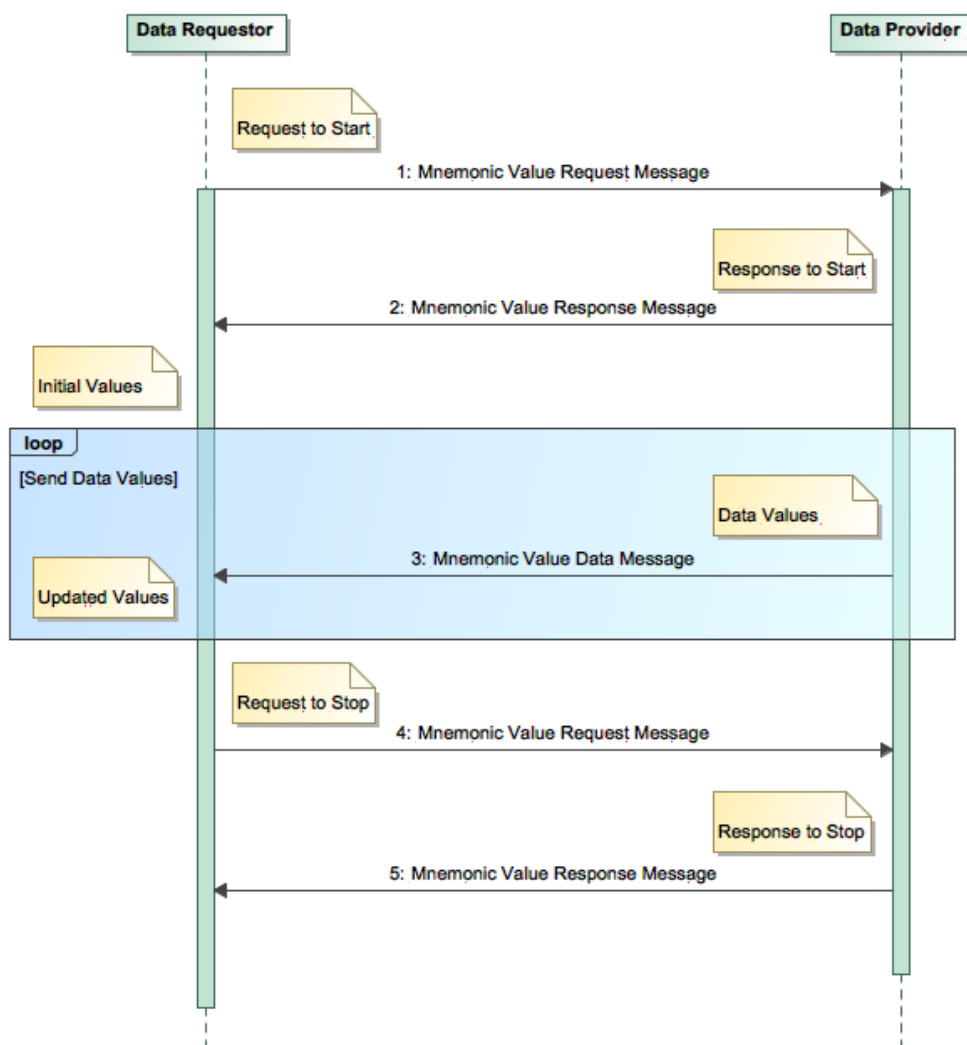 Data Requestor
Data Provider
Request to Start
1: Mnemonic Value Request Message
Response to Start
2: Mnemonic Value Response Message
Initial Values
loop
[Send Data Values]
Data Values
3: Mnemonic Value Data Message
Updated Values
Request to Stop
4: Mnemonic Value Request Message
Response to Stop
5: Mnemonic Value Response Message